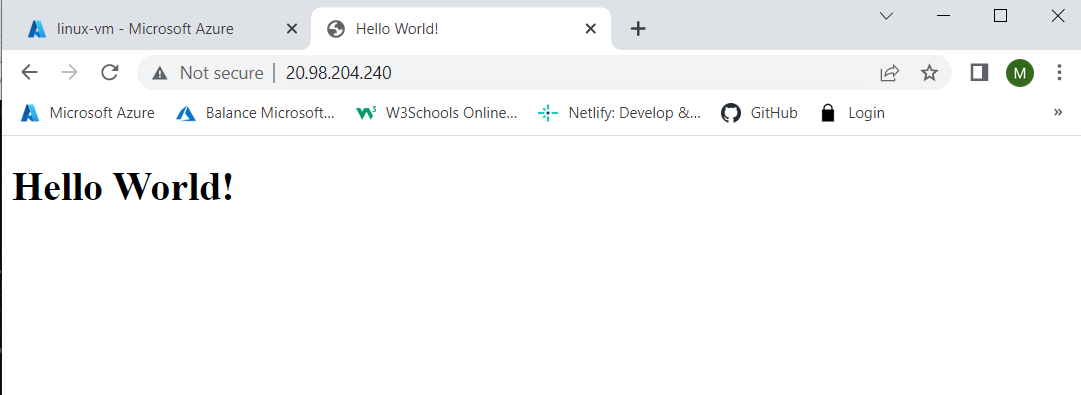 linux-vm - Microsoft Azure
Hello World!
Not secure | 20.98.204.240
M
Microsoft Azure
Balance Microsoft...
W3Schools Online...
Netlify: Develop &...
GitHub
Login
»
Hello World!